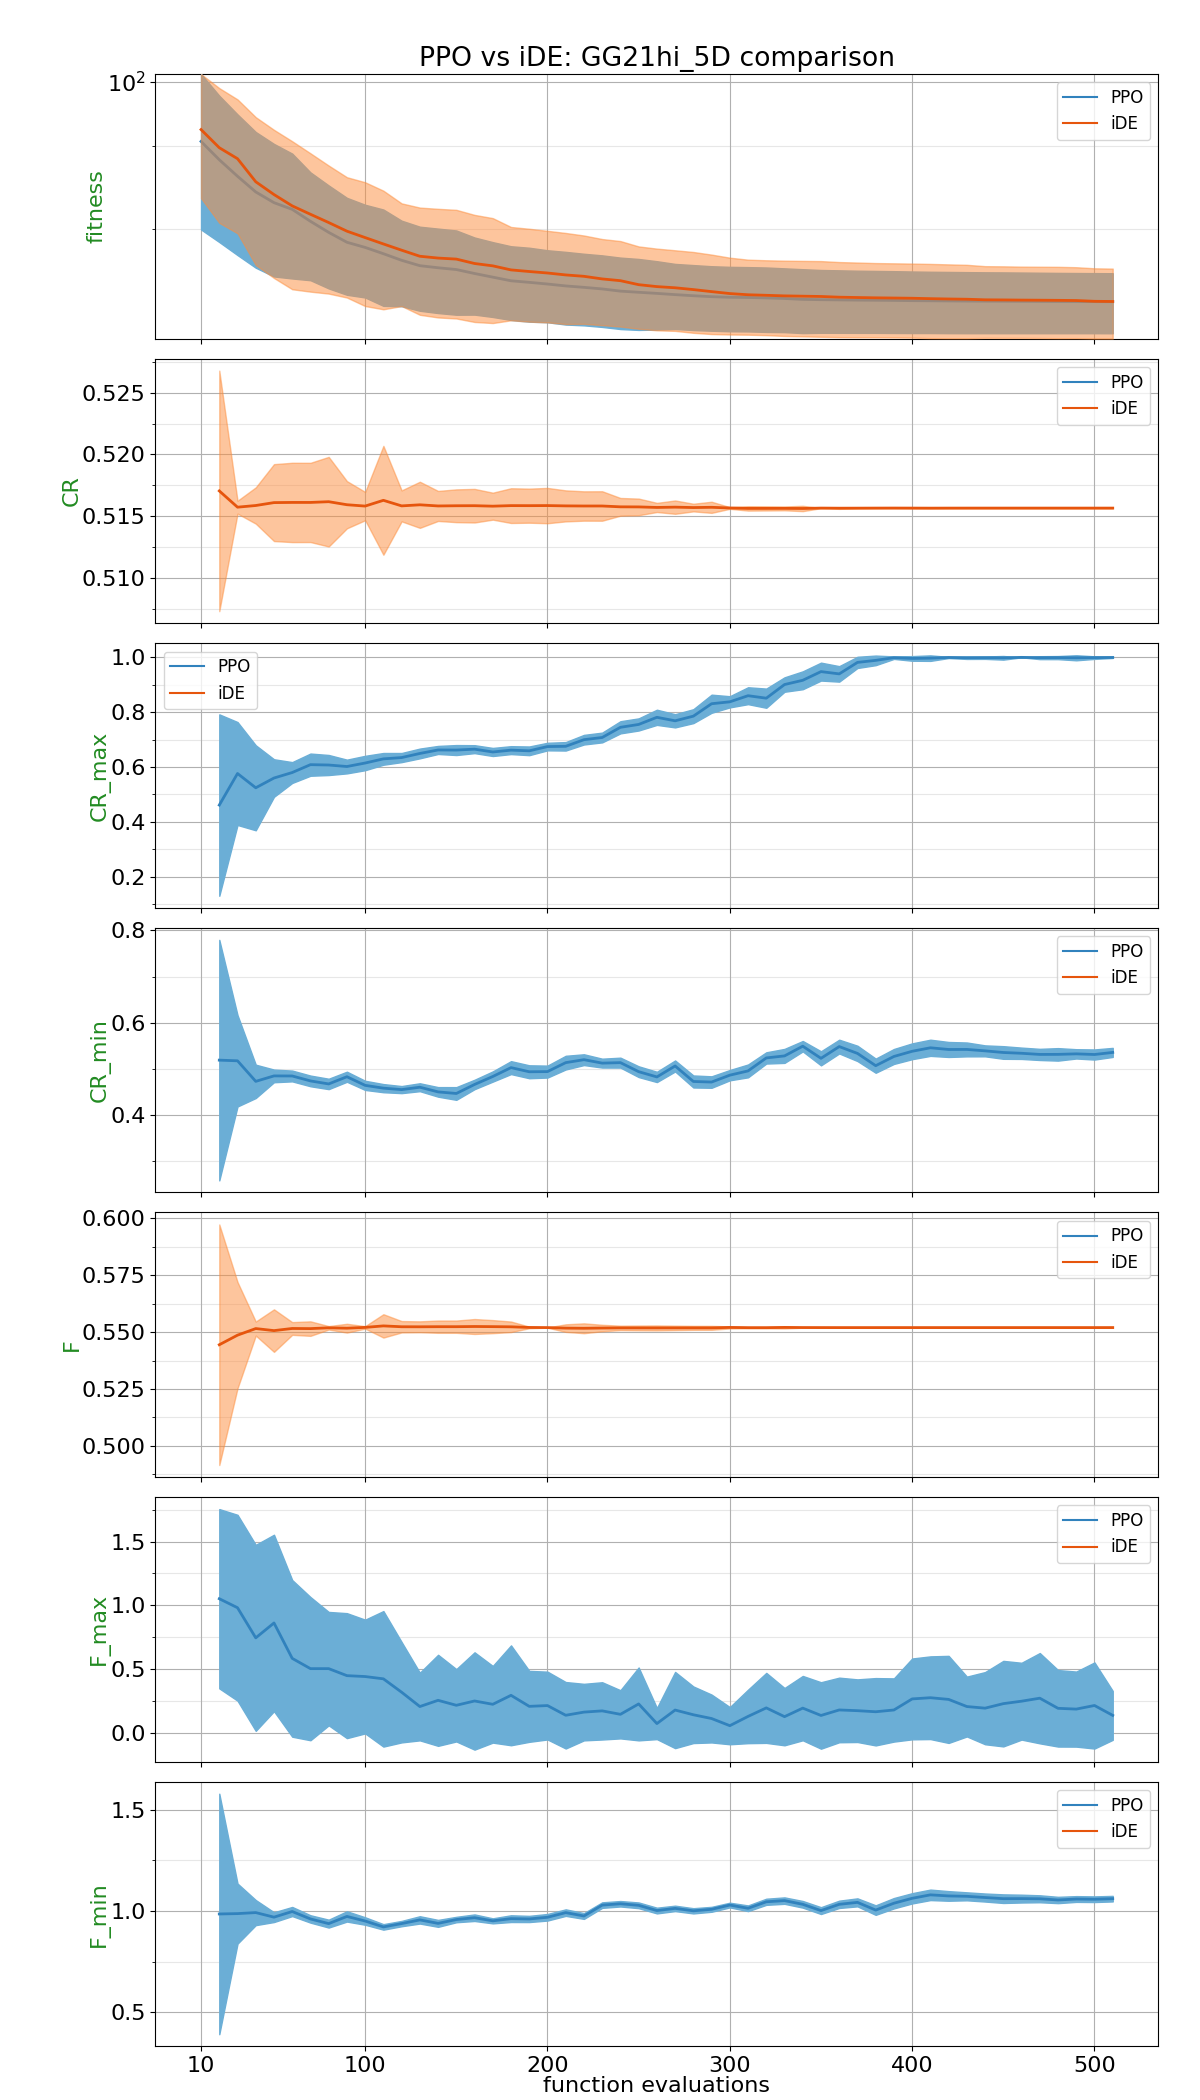 PPO vs iDE: GG21hi_5D comparison
10²
fitness
PPO
iDE
0.525
0.520
0.515
0.510
CR
PPO
iDE
1.0
0.8
0.6
0.4
0.2
CR_max
PPO
iDE
0.8
0.6
0.4
CR_min
PPO
iDE
0.600
0.575
0.550
0.525
0.500
F
PPO
iDE
1.5
1.0
0.5
0.0
F_max
PPO
iDE
1.5
1.0
0.5
F_min
PPO
iDE
10 100 200 300 400 500
function evaluations